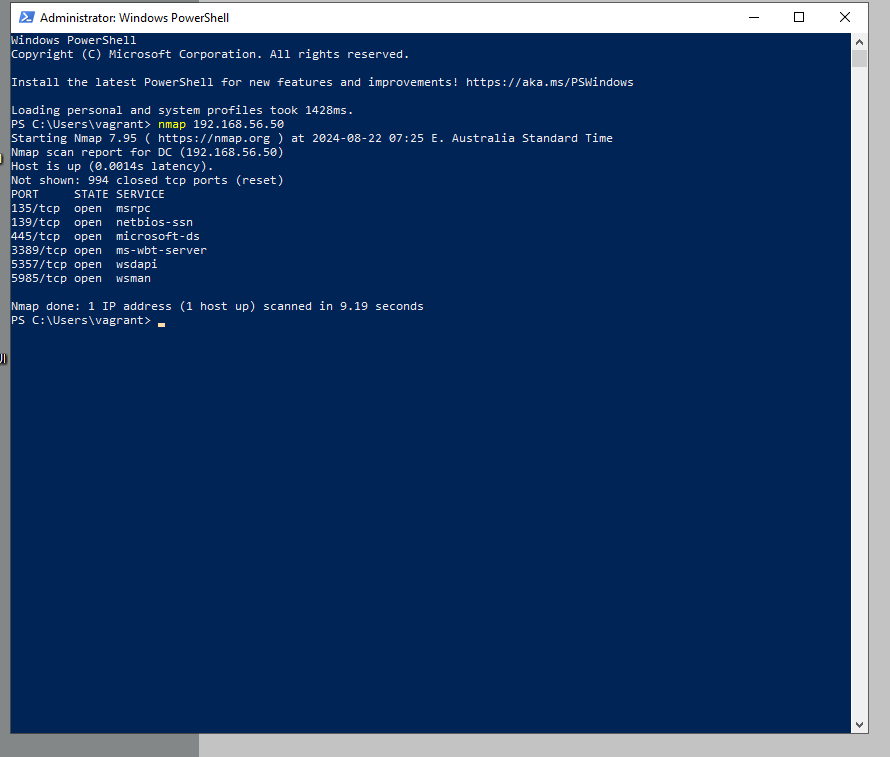 Administrator: Windows PowerShell
Windows PowerShell
Copyright (C) Microsoft Corporation. All rights reserved.
Install the latest PowerShell for new features and improvements! https://aka.ms/PSWindows
Loading personal and system profiles took 1428ms.
PS C:\Users\vagrant> nmap 192.168.56.50
Starting Nmap 7.95 ( https://nmap.org ) at 2024-08-22 07:25 E. Australia Standard Time
Nmap scan report for DC (192.168.56.50)
Host is up (0.0014s latency).
Not shown: 994 closed tcp ports (reset)
PORT     STATE SERVICE
135/tcp  open  msrpc
139/tcp  open  netbios-ssn
445/tcp  open  microsoft-ds
3389/tcp open  ms-wbt-server
5357/tcp open  wsdapi
5985/tcp open  wsman
Nmap done: 1 IP address (1 host up) scanned in 9.19 seconds
PS C:\Users\vagrant>